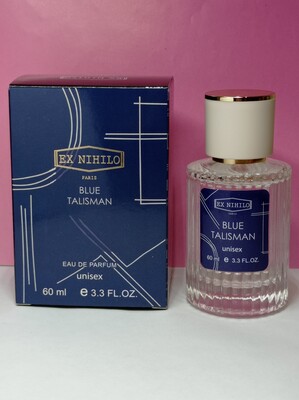 EX NIHILO
PARIS
BLUE
TALISMAN
EAU DE PARFUM
unisex
60 ml e 3.3 FL.OZ.
EX NIHILO
PARIS
BLUE
TALISMAN
unisex
60 ml e 3.3 FL.OZ.